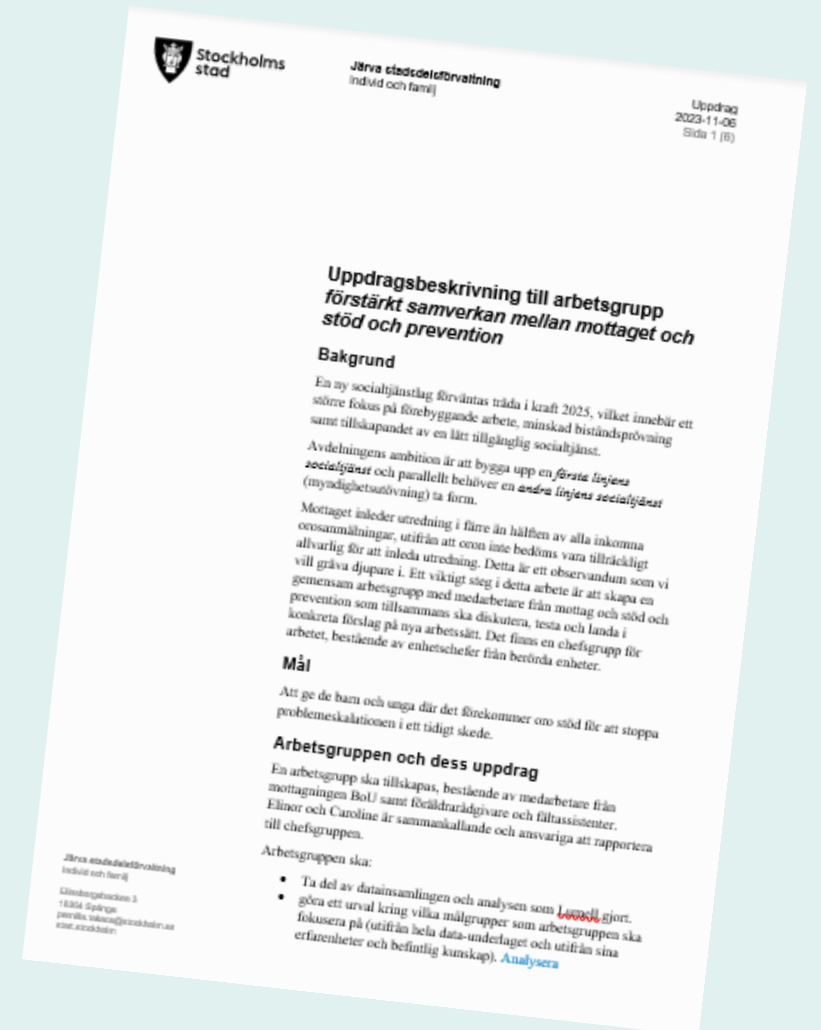 Stockholms
stad
Järva stadsdelsförvaltning
Individ och familj
Uppdrag
2023-11-06
Sida 1 (6)
Uppdragsbeskrivning till arbetsgrupp
förstärkt samverkan mellan mottaget och
stöd och prevention
Bakgrund
En ny socialtjänstlag förväntas träda i kraft 2025, vilket innebär ett
större fokus på förebyggande arbete, minskad biståndsprövning
samt tillskapandet av en lätt tillgänglig socialtjänst.
Avdelningens ambition är att bygga upp en första linjens
socialtjänst och parallellt behöver en andra linjens socialtjänst
(myndighetsutövning) ta form.
Mottaget inleder utredning i färre än hälften av alla inkomna
orosanmälningar, utifrån att oron inte bedöms vara tillräckligt
allvarlig för att inleda utredning. Detta är ett observandum som vi
vill gräva djupare i. Ett viktigt steg i detta arbete är att skapa en
gemensam arbetsgrupp med medarbetare från mottag och stöd och
prevention som tillsammans ska diskutera, testa och landa i
konkreta förslag på nya arbetssätt. Det finns en chefsgrupp för
arbetet, bestående av enhetschefer från berörda enheter.
Mål
Att ge de barn och unga där det förekommer oro stöd för att stoppa
problemeskalationen i ett tidigt skede.
Arbetsgruppen och dess uppdrag
En arbetsgrupp ska tillskapas, bestående av medarbetare från
mottagningen BoU samt föräldrarådgivare och fältassistenter.
Elinor och Caroline är sammankallande och ansvariga att rapportera
till chefsgruppen.
Arbetsgruppen ska:
• Ta del av datainsamlingen och analysen som gjort.
• göra ett urval kring vilka målgrupper som arbetsgruppen ska
fokusera på (utifrån hela data-underlaget och utifrån sina
erfarenheter och befintlig kunskap). Analysera
Järva stadsdelsförvaltning
Individ och familj
Spånga